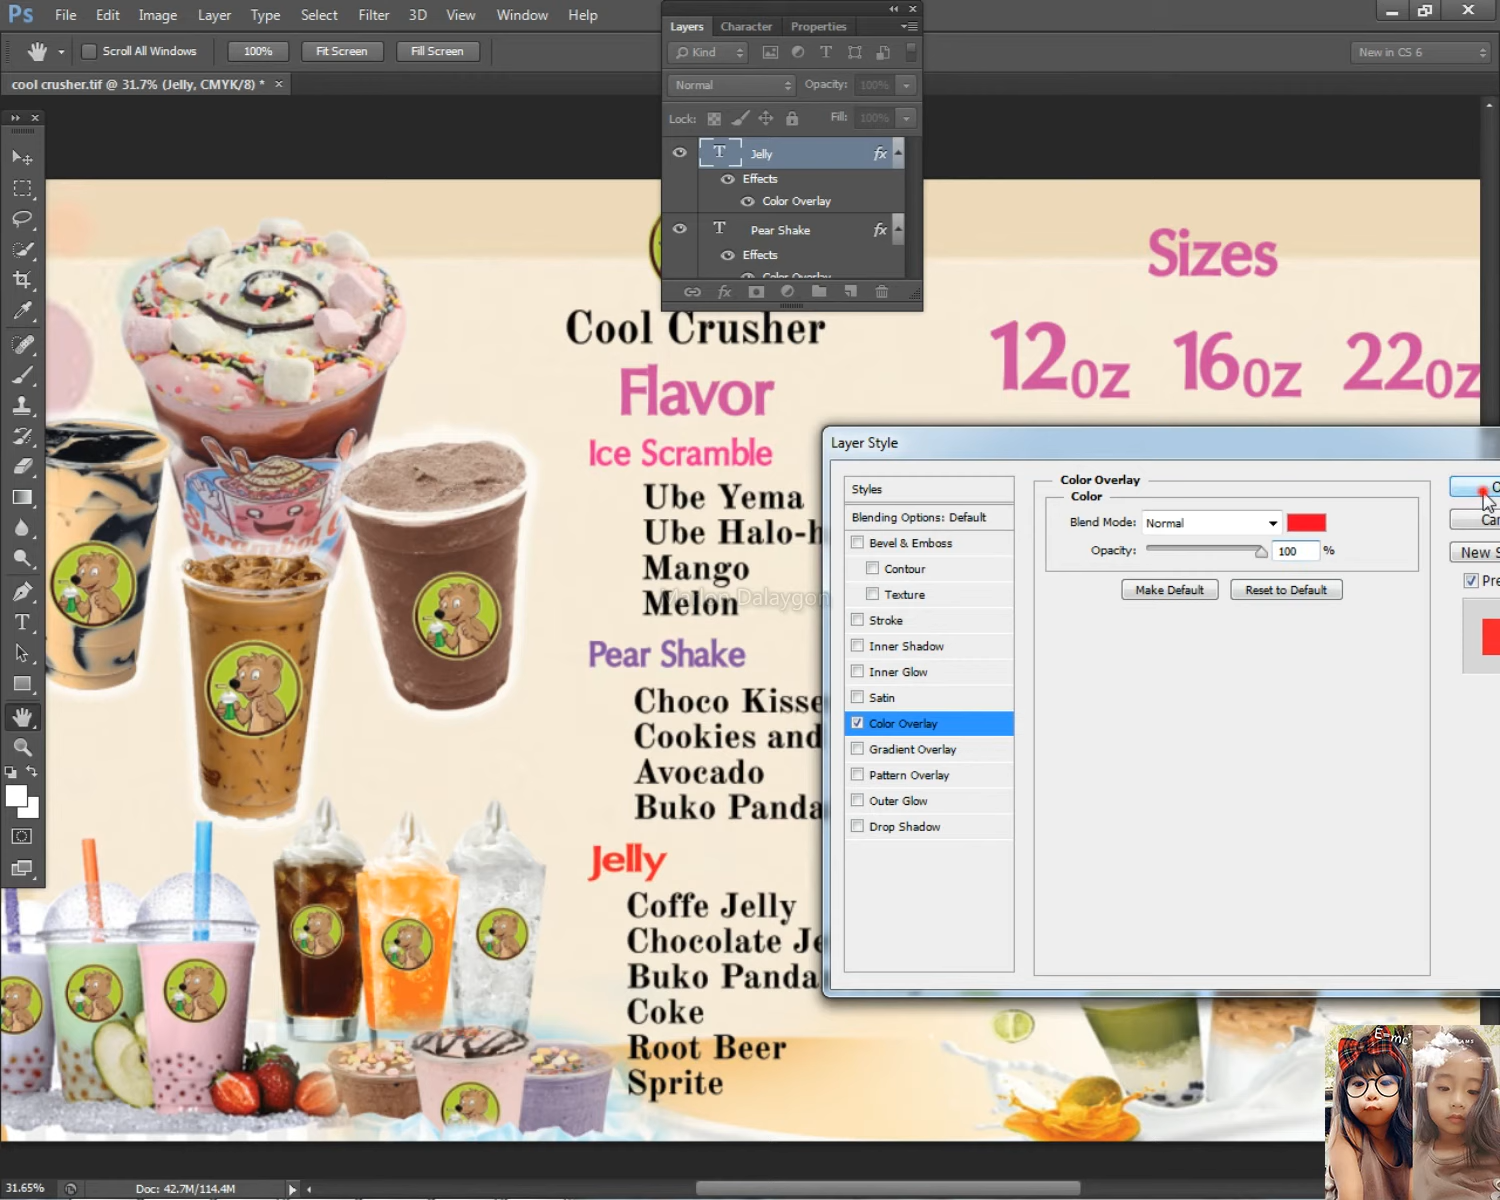 Ps File Edit Image Layer Type Select Filter 3D View Window Help
Scroll All Windows 100% Fit Screen Fill Screen New in CS 6
cool crusher.tif @ 31.7% (Jelly, CMYK/8) * ×
Layers Character Properties
Kind
Normal Opacity: 100%
Lock: Fill: 100%
T Jelly fx
Effects
Color Overlay
T Pear Shake fx
Effects
Color Overlay
Sizes
12oz 16oz 22oz
Cool Crusher
Flavor
Ice Scramble
Ube Yema
Ube Halo-h
Mango
Melon
Pear Shake
Choco Kisse
Cookies and
Avocado
Buko Panda
Jelly
Coffe Jelly
Chocolate Je
Buko Panda
Coke
Root Beer
Sprite
Dalaygon
Layer Style
Styles
Blending Options: Default
Bevel & Emboss
Contour
Texture
Stroke
Inner Shadow
Inner Glow
Satin
Color Overlay
Gradient Overlay
Pattern Overlay
Outer Glow
Drop Shadow
Color Overlay
Color
Blend Mode: Normal
Opacity: 100 %
Make Default Reset to Default
O
Can
New S
Pre
31.65% Doc: 42.7M/114.4M